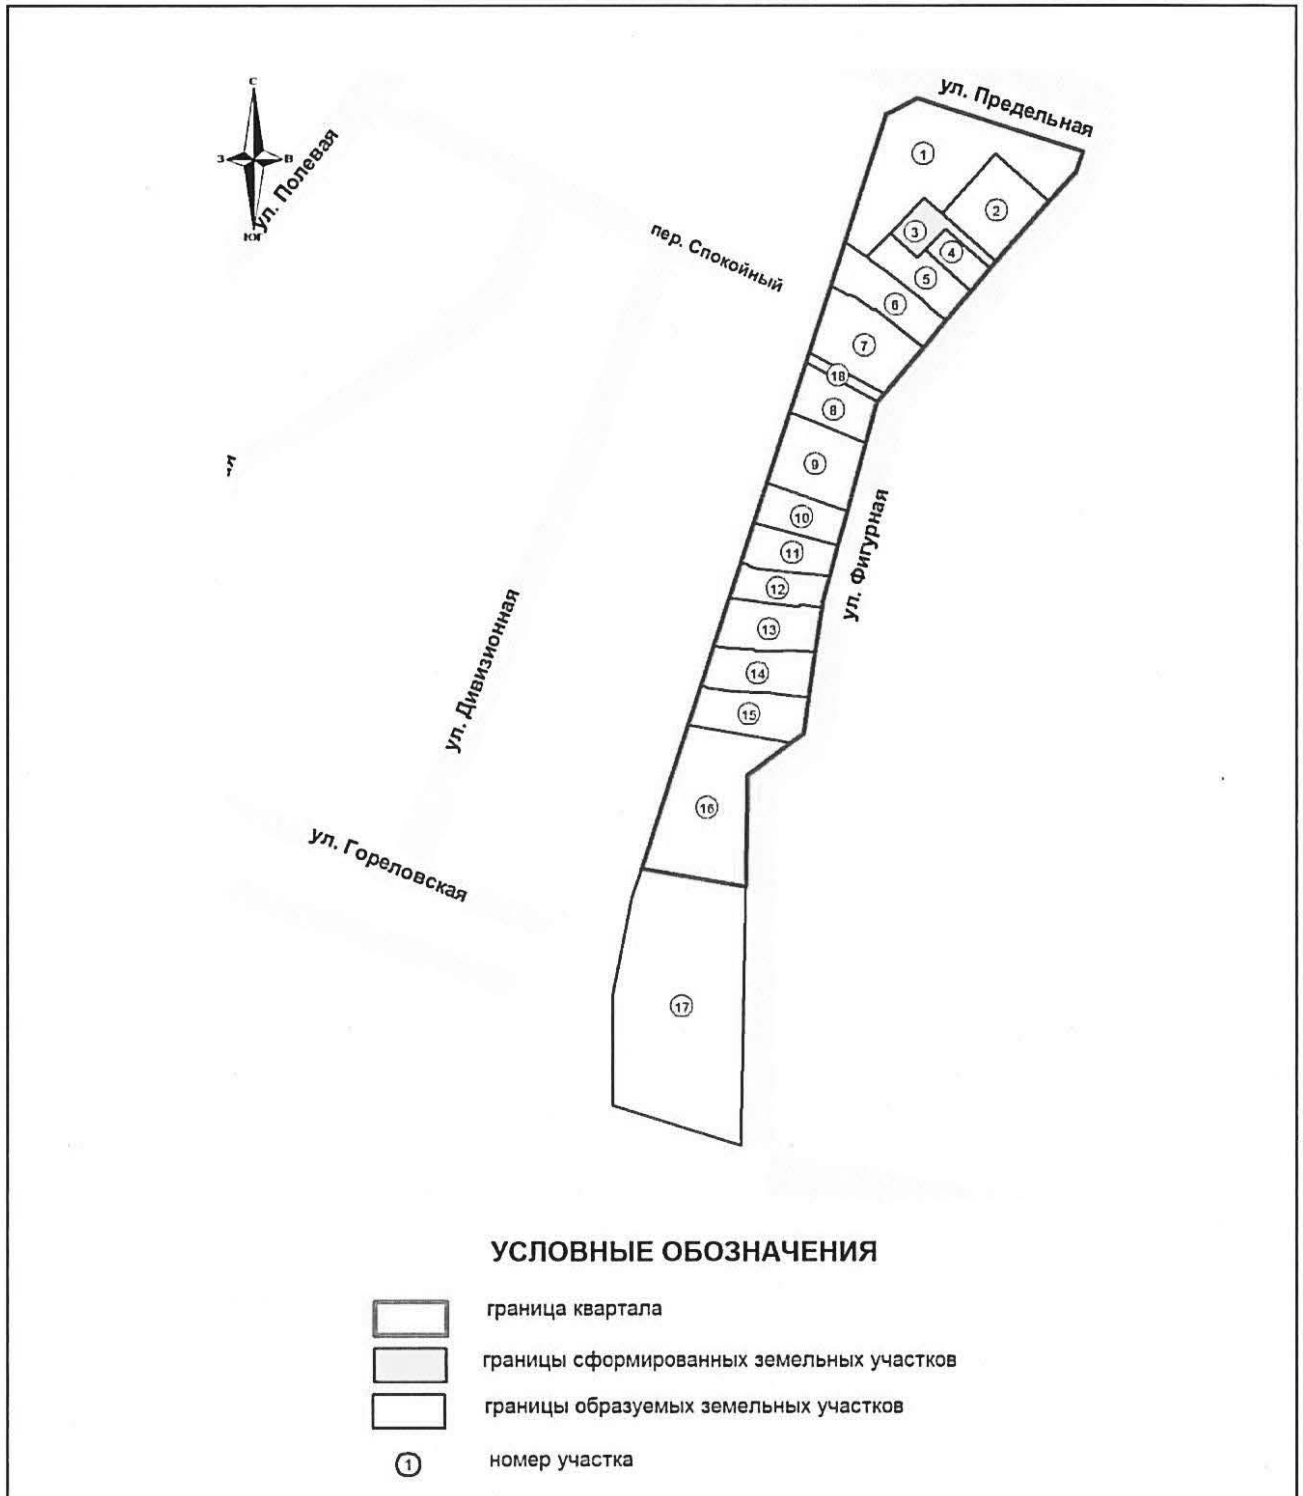 С
З
В
ЮГ
ул. Полевая
ул. Предельная
пер. Спокойный
1
2
3
4
5
6
7
18
8
9
10
11
12
13
14
15
16
17
ул. Фигурная
ул. Дивизионная
ул. Гореловская
УСЛОВНЫЕ ОБОЗНАЧЕНИЯ
граница квартала
границы сформированных земельных участков
границы образуемых земельных участков
1 номер участка